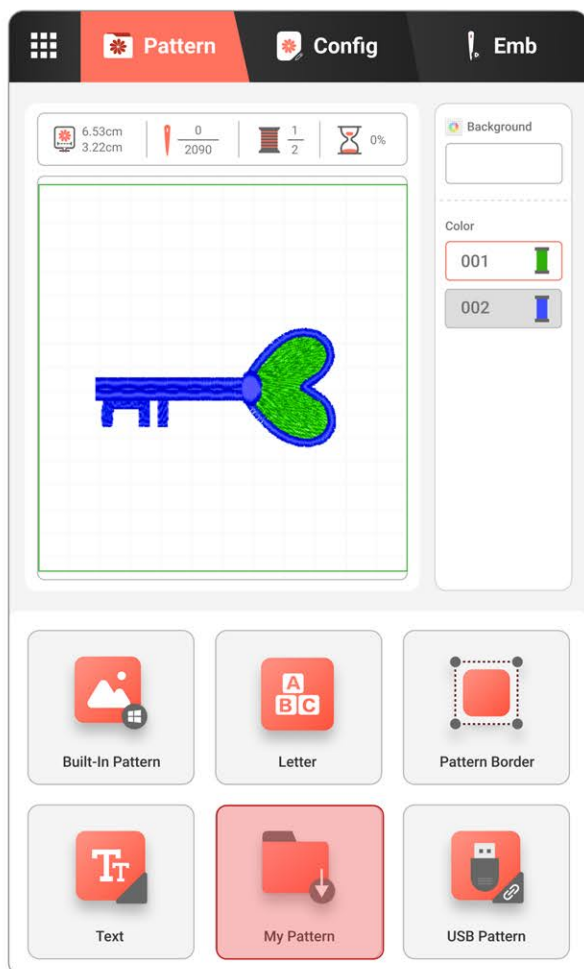 Pattern
Config
Emb
6.53cm
3.22cm
0
2090
1
2
0%
Background
Color
001
002
Built-In Pattern
A
B C
Letter
Pattern Border
TT
Text
My Pattern
USB Pattern